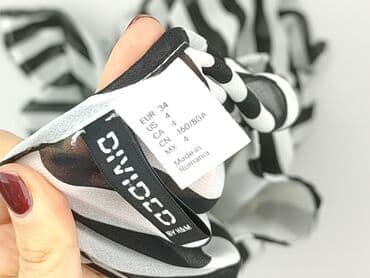 EUR 34
US 4
CA 4
CN 160/80A
MX 4
Made in
Romania
DIVIDED
BY H&M